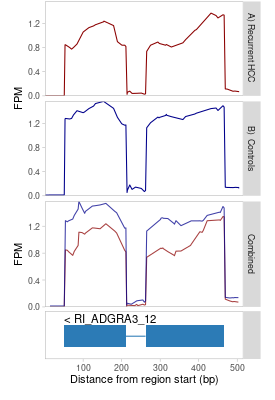 1.2
0.8
0.4
0.0
FPM
A) Recurrent HCC
1.2
0.8
0.4
0.0
B): Controls
1.2
0.8
0.4
0.0
FPM
Combined
< RI_ADGRA3_12
100
200
300
400
500
Distance from region start (bp)